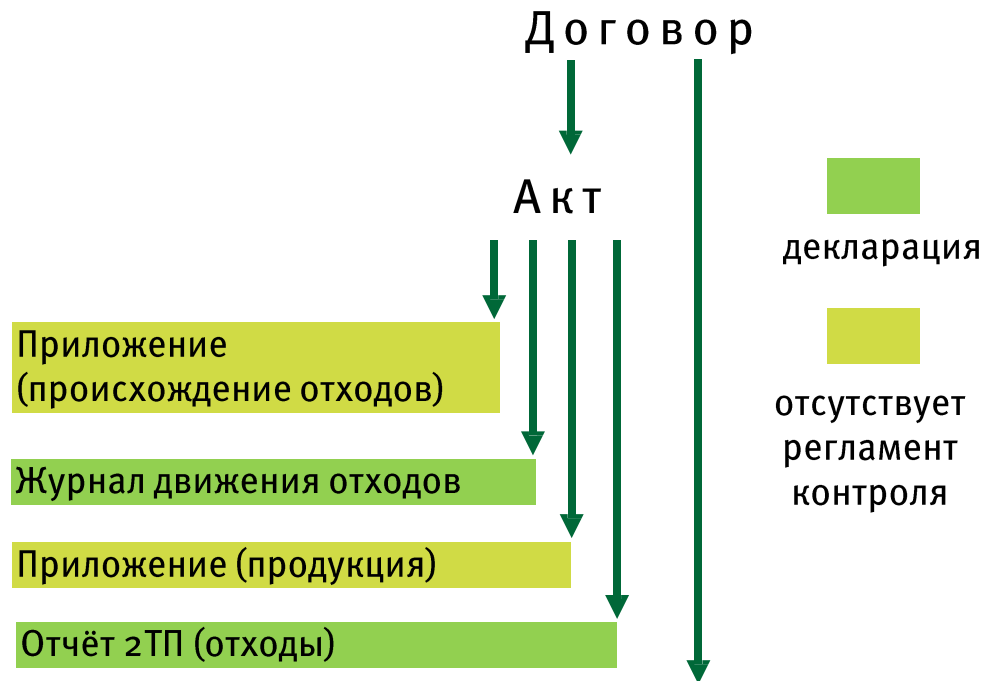 Договор
Акт
декларация
Приложение
(происхождение отходов)
отсутствует
регламент
контроля
Журнал движения отходов
Приложение (продукция)
Отчёт 2ТП (отходы)